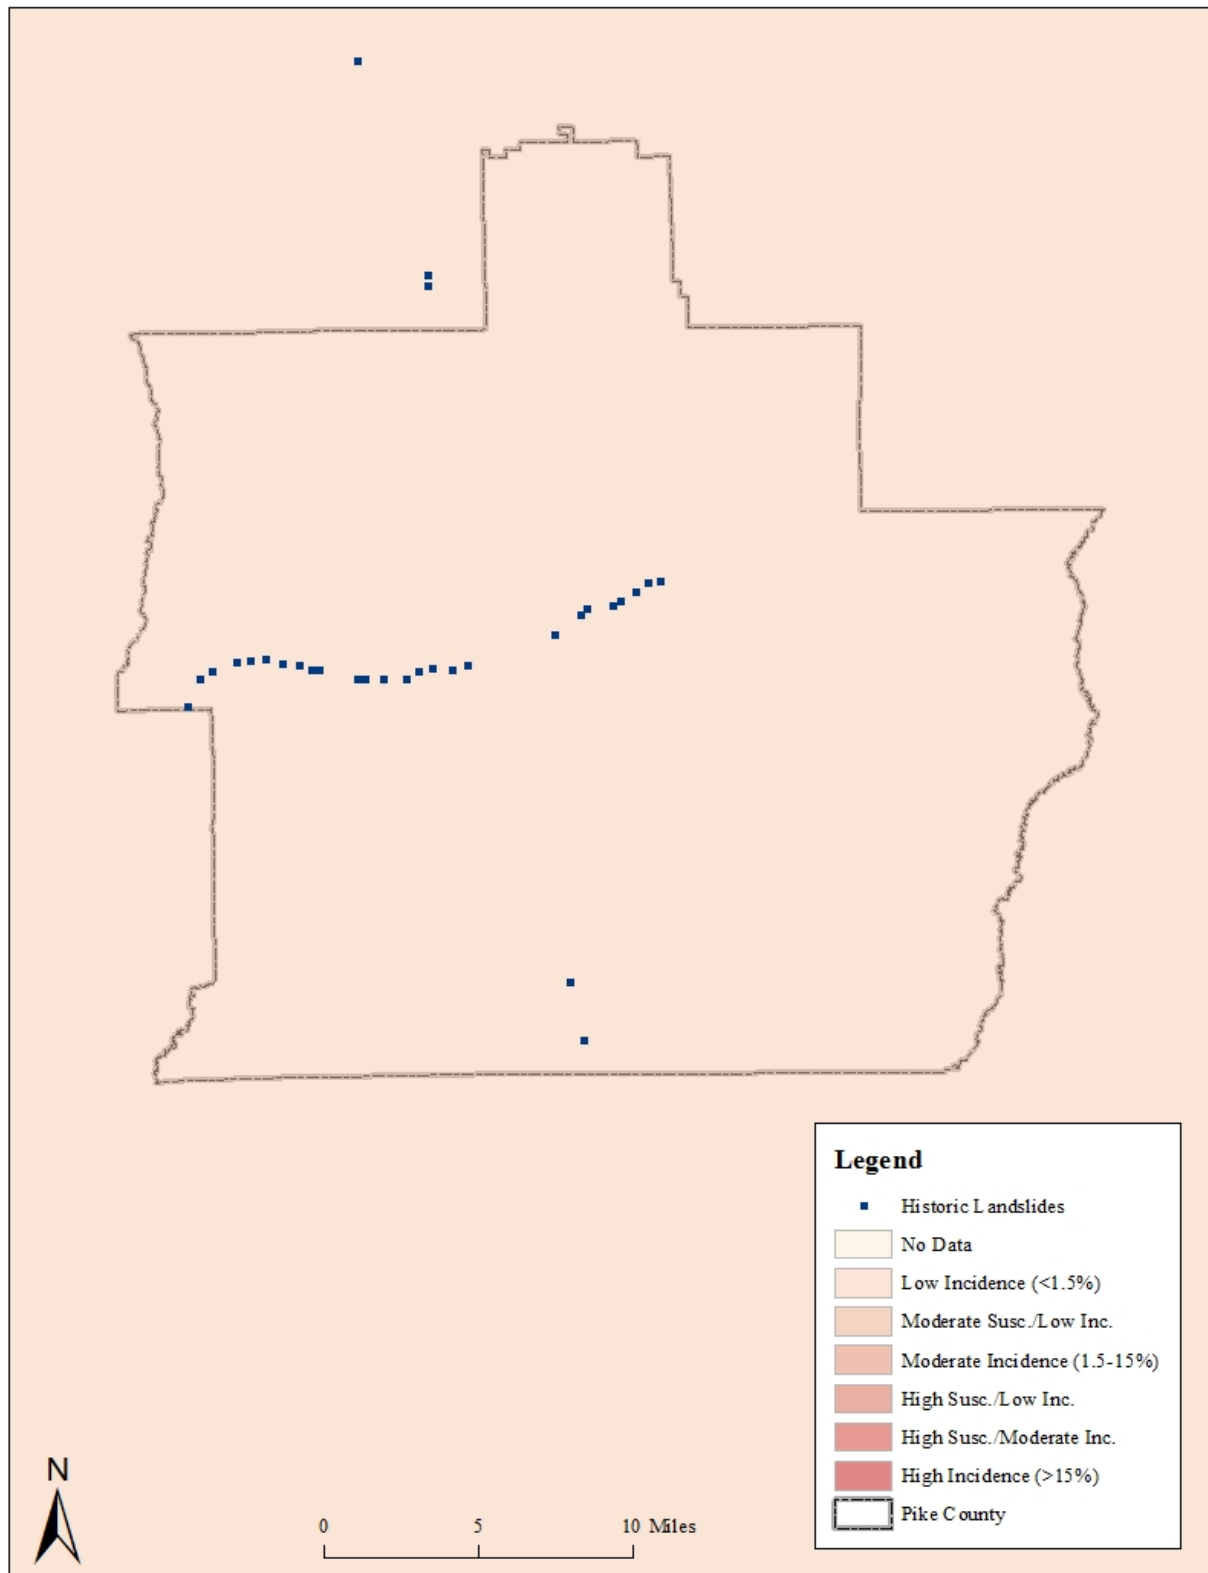 Legend
Historic Landslides
No Data
Low Incidence (<1.5%)
Moderate Susc./Low Inc.
Moderate Incidence (1.5-15%)
High Susc./Low Inc.
High Susc./Moderate Inc.
High Incidence (>15%)
Pike County
N
0 5 10 Miles